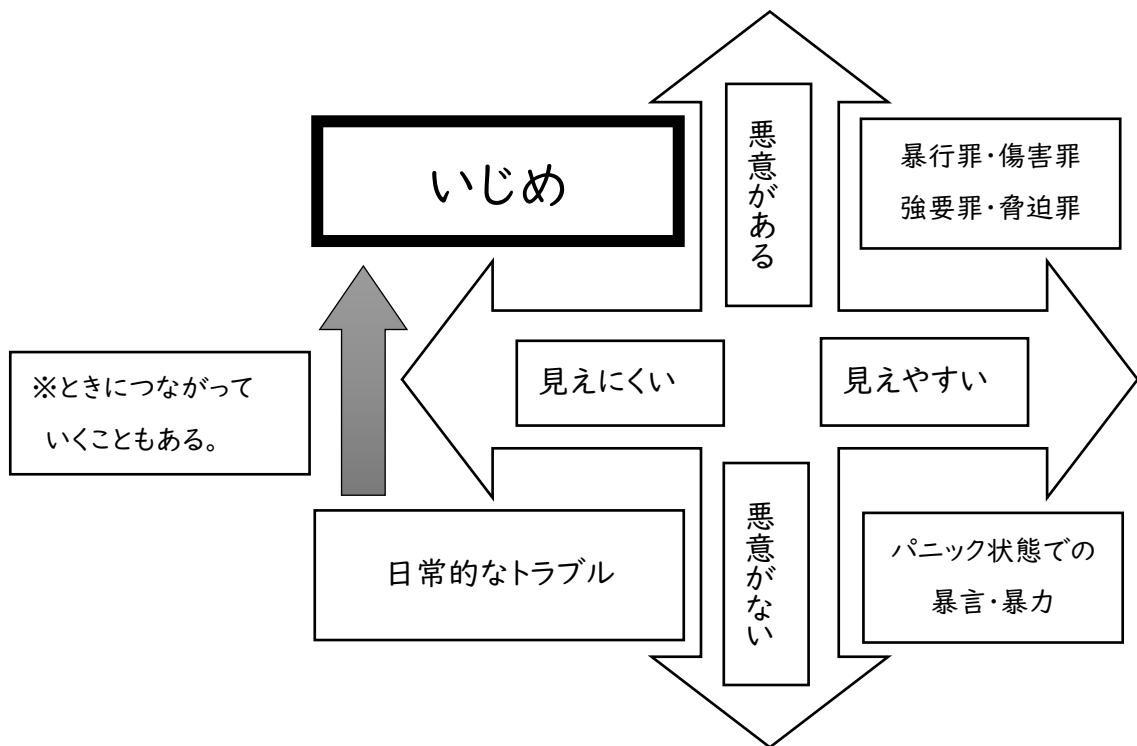 悪意がある
いじめ
暴行罪・傷害罪
強要罪・脅迫罪
見えにくい
見えやすい
※ときにつながって
いくこともある。
悪意がない
日常的なトラブル
パニック状態での
暴言・暴力